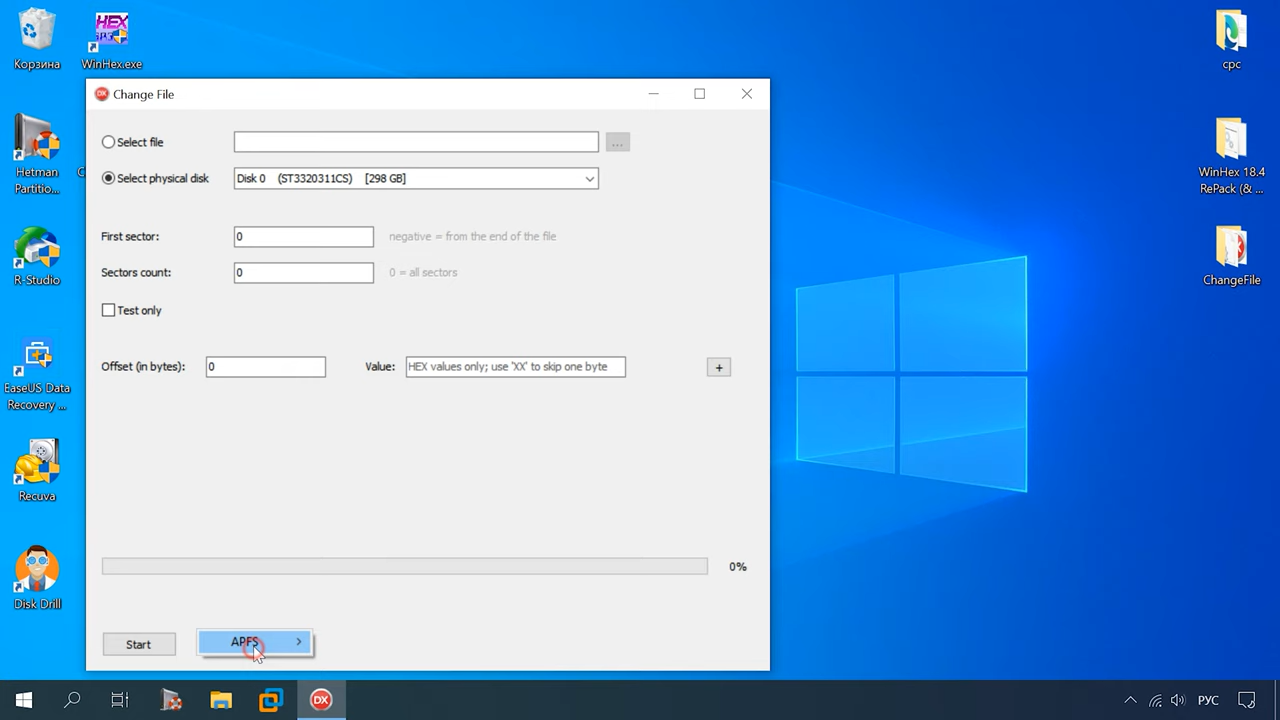 Корзина
WinHex.exe
cpc
Change File
Select file
...
Hetman
Partitio...
Select physical disk
Disk 0 (ST3320311CS) [298 GB]
WinHex 18.4
RePack (& ...
First sector:
0
negative = from the end of the file
R-Studio
Sectors count:
0
0 = all sectors
ChangeFile
Test only
EaseUS Data
Recovery ...
Offset (in bytes):
0
Value:
HEX values only; use 'XX' to skip one byte
+
Recuva
0%
Disk Drill
Start
APFS
DX
РУС